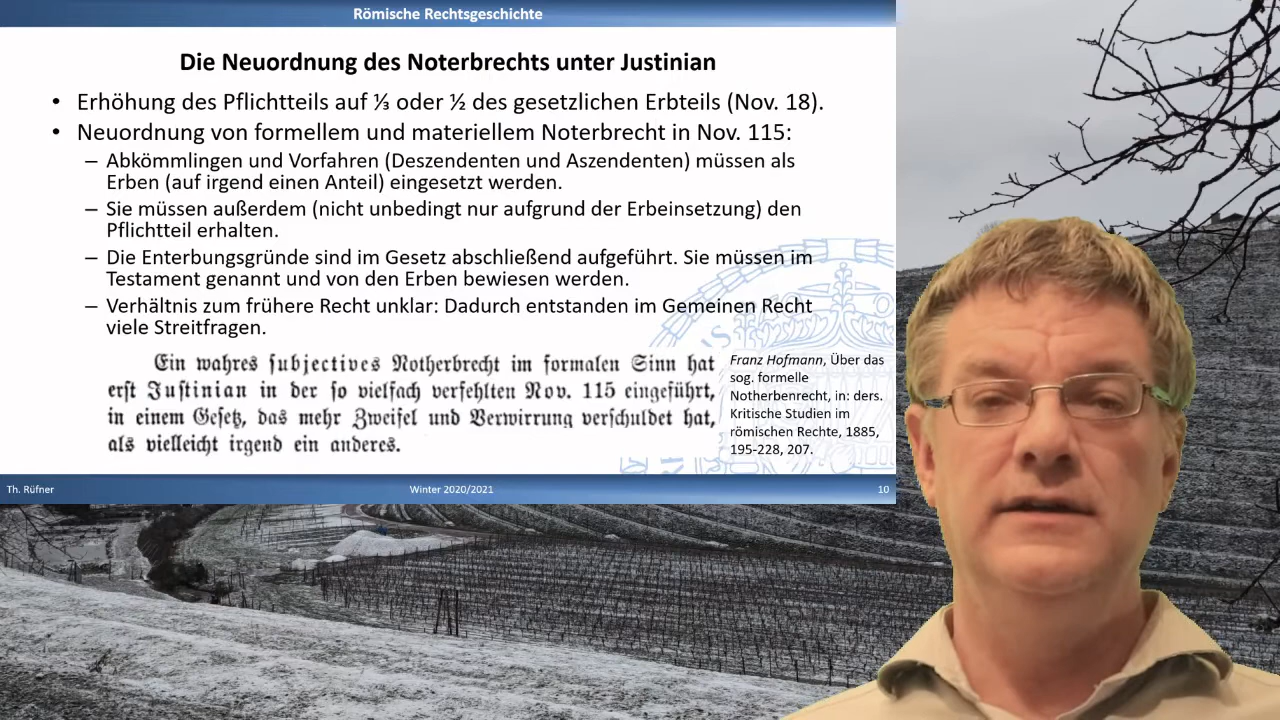 Römische Rechtsgeschichte
Die Neuordnung des Noterbrechts unter Justinian
• Erhöhung des Pflichtteils auf ⅓ oder ½ des gesetzlichen Erbteils (Nov. 18).
• Neuordnung von formellem und materiellem Noterbrecht in Nov. 115:
– Abkömmlingen und Vorfahren (Deszendenten und Aszendenten) müssen als
Erben (auf irgend einen Anteil) eingesetzt werden.
– Sie müssen außerdem (nicht unbedingt nur aufgrund der Erbeinsetzung) den
Pflichtteil erhalten.
– Die Enterbungsgründe sind im Gesetz abschließend aufgeführt. Sie müssen im
Testament genannt und von den Erben bewiesen werden.
– Verhältnis zum frühere Recht unklar: Dadurch entstanden im Gemeinen Recht
viele Streitfragen.
Ein wahres subjectives Notherbrecht im formalen Sinn hat
erst Justinian in der so vielfach verfehlten Nov. 115 eingeführt,
in einem Gesetz, das mehr Zweifel und Verwirrung verschuldet hat,
als vielleicht irgend ein anderes.
Franz Hofmann, Über das
sog. formelle
Notherbenrecht, in: ders.
Kritische Studien im
römischen Rechte, 1885,
195-228, 207.
Th. Rüfner
Winter 2020/2021
10